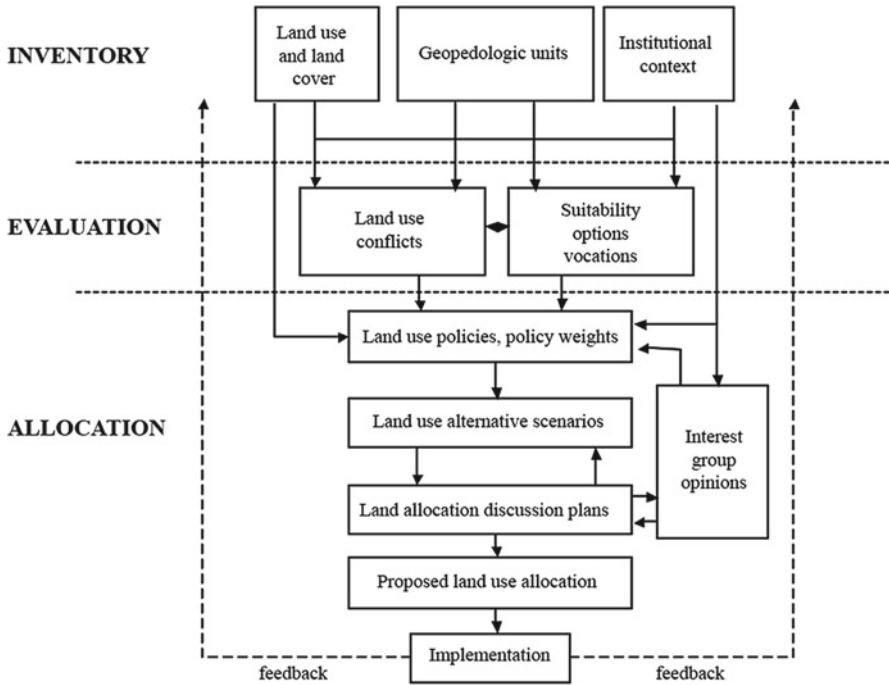 INVENTORY
Land use
and land
cover
Geopedologic units
Institutional
context
EVALUATION
Land use
conflicts
Suitability
options
vocations
Land use policies, policy weights
ALLOCATION
Land use alternative scenarios
Interest
group
opinions
Land allocation discussion plans
Proposed land use allocation
Implementation
feedback
feedback